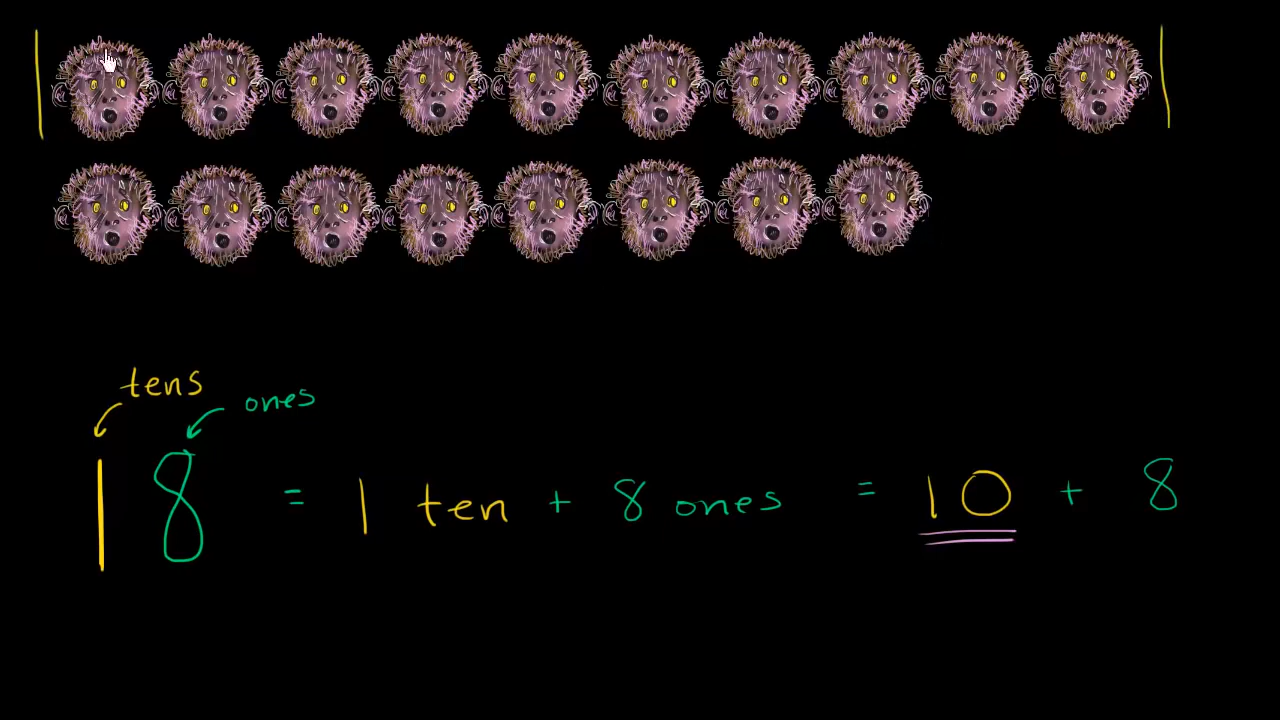 tens
ones
18 = 1 ten + 8 ones = 10 + 8